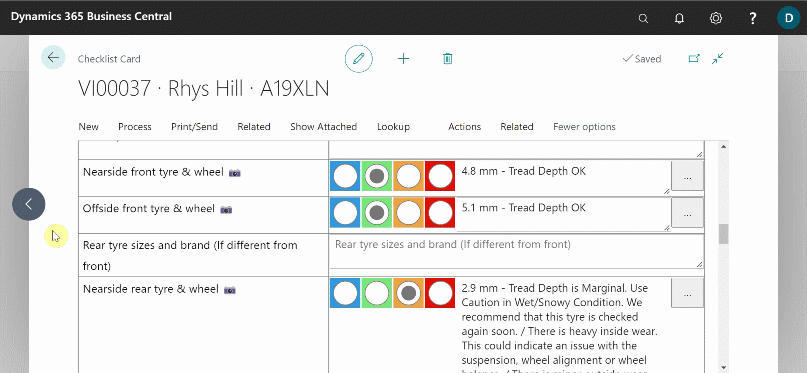 Dynamics 365 Business Central
?
D
Checklist Card
Saved
VI00037 · Rhys Hill · A19XLN
New Process Print/Send Related Show Attached Lookup Actions Related Fewer options
Nearside front tyre & wheel
4.8 mm - Tread Depth OK
...
Offside front tyre & wheel
5.1 mm - Tread Depth OK
...
Rear tyre sizes and brand (If different from
front)
Rear tyre sizes and brand (If different from front)
Nearside rear tyre & wheel
2.9 mm - Tread Depth is Marginal. Use
Caution in Wet/Snowy Condition. We
recommend that this tyre is checked
again soon. / There is heavy inside wear.
This could indicate an issue with the
suspension, wheel alignment or wheel
...